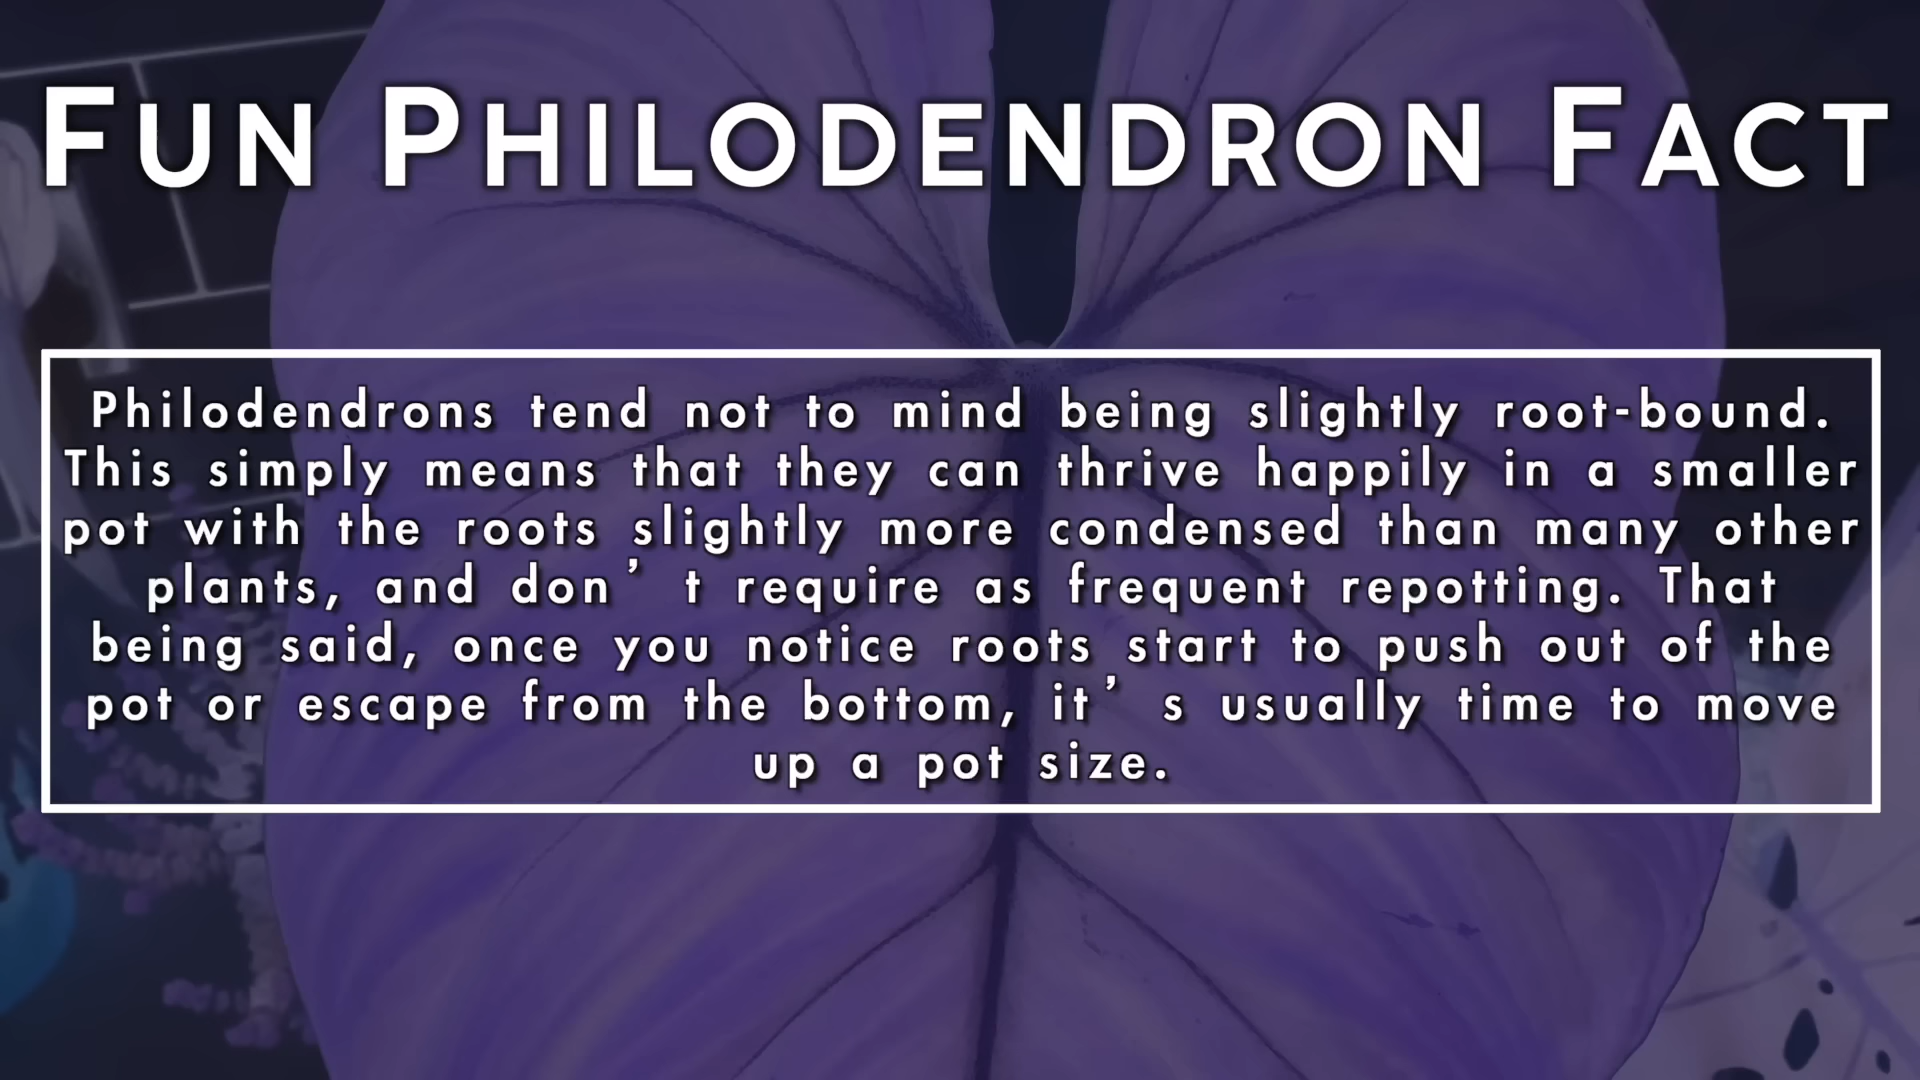 Fun Philodendron Fact
Philodendrons tend not to mind being slightly root-bound.
This simply means that they can thrive happily in a smaller
pot with the roots slightly more condensed than many other
plants, and don’t require as frequent repotting. That
being said, once you notice roots start to push out of the
pot or escape from the bottom, it’s usually time to move
up a pot size.